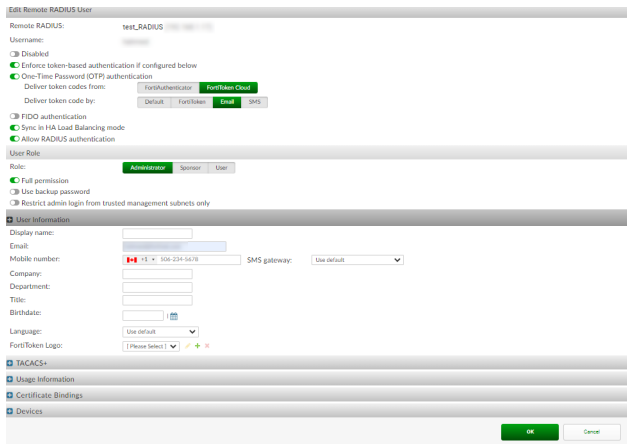 Edit Remote RADIUS User
Remote RADIUS: test_RADIUS
Username:
Disabled
Enforce token-based authentication if configured below
One-Time Password (OTP) authentication
Deliver token codes from: FortiAuthenticator FortiToken Cloud
Deliver token code by: Default FortiToken Email SMS
FIDO authentication
Sync in HA Load Balancing mode
Allow RADIUS authentication
User Role
Role: Administrator Sponsor User
Full permission
Use backup password
Restrict admin login from trusted management subnets only
User Information
Display name:
Email:
Mobile number: +1 506-234-5678 SMS gateway: Use default
Company:
Department:
Title:
Birthdate:
Language: Use default
FortiToken Logo: [ Please Select ]
TACACS+
Usage Information
Certificate Bindings
Devices
OK Cancel